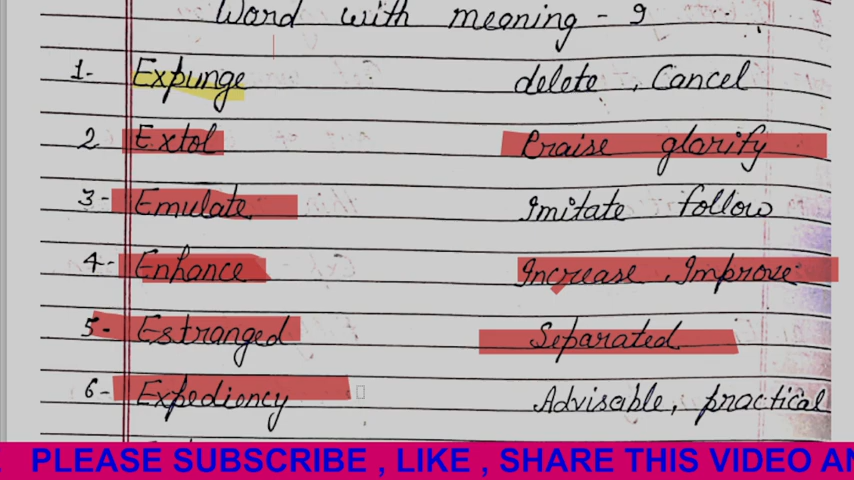 Word with meaning - 9
1- Expunge delete , Cancel
2 Extol Praise glorify
3- Emulate Imitate follow
4- Enhance Increase , Improve
5- Estranged Separated
6- Expediency Advisable, practical
PLEASE SUBSCRIBE , LIKE , SHARE THIS VIDEO AN